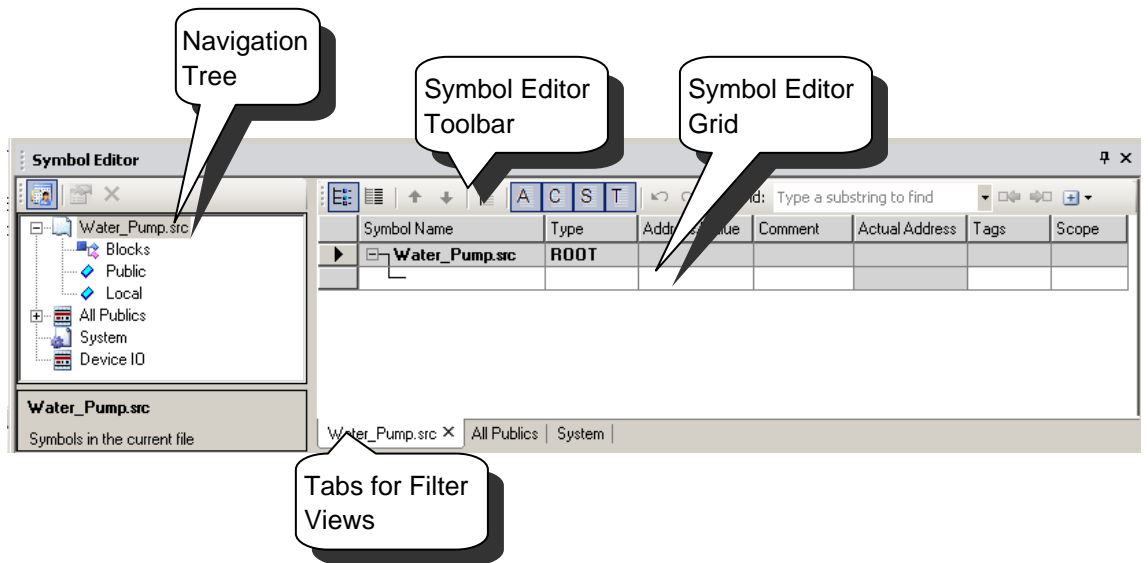 Navigation
Tree
Symbol Editor
Toolbar
Symbol Editor
Grid
Symbol Editor
A C S T Type a substring to find
Symbol Name Type Comment Actual Address Tags Scope
Water_Pump.src ROOT
Water_Pump.src
Blocks
Public
Local
All Publics
System
Device IO
Water_Pump.src
Symbols in the current file
Water_Pump.src All Publics System
Tabs for Filter
Views